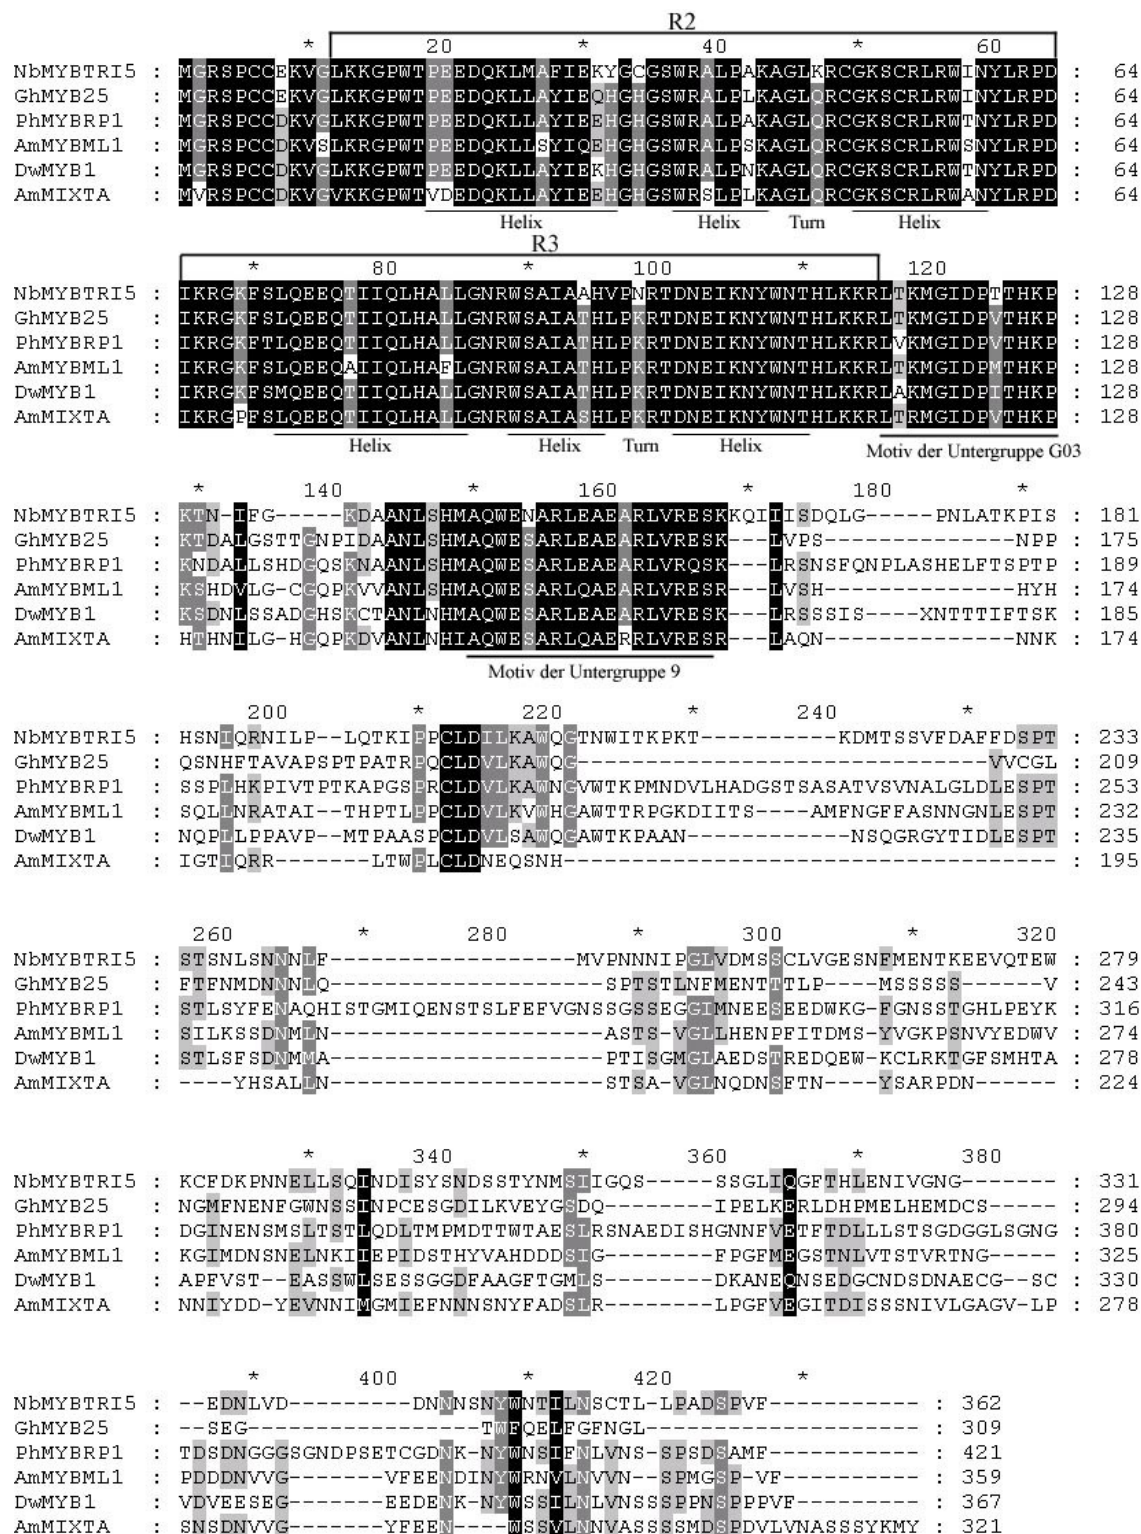 R2
* 20 * 40 * 60
NbMYBTRI5 : MGRSPCCEKVGLKKGPWTPEEDQKLMAFIEKYGCGSWRALPAKAGLKRCGKSCRLRWINYLRPD : 64
GhMYB25 : MGRSPCCEKVGLKKGPWTPEEDQKLLAYIEQHGHGSWRALPLKAGLQRCGKSCRLRWINYLRPD : 64
PhMYBRP1 : MGRSPCCDKVGLKKGPWTPEEDQKLLAYIEEHGHGSWRALPAKAGLQRCGKSCRLRWTNYLRPD : 64
AmMYBML1 : MGRSPCCDKVSLKRGPWTPEEDQKLLSYIQEHGHGSWRALPSKAGLQRCGKSCRLRWSNYLRPD : 64
DwMYB1 : MGRSPCCDKVGLKKGPWTPEEDQKLLAYIEKHGHGSWRALPNKAGLQRCGKSCRLRWTNYLRPD : 64
AmMIXTA : MVRSPCCDKVGVKKGPWTVDEDQKLLAYIEEHGHGSWRSLPLKAGLQRCGKSCRLRWANYLRPD : 64
Helix Helix Turn Helix
R3
* 80 * 100 * 120
NbMYBTRI5 : IKRGKFSLQEEQTIIQLHALLGNRWSAIAAHVPNRTDNEIKNYWNTHLKKRLTKMGIDPTTHKP : 128
GhMYB25 : IKRGKFSLQEEQTIIQLHALLGNRWSAIATHLPKRTDNEIKNYWNTHLKKRLTKMGIDPVTHKP : 128
PhMYBRP1 : IKRGKFTLQEEQTIIQLHALLGNRWSAIATHLPKRTDNEIKNYWNTHLKKRLVKMGIDPVTHKP : 128
AmMYBML1 : IKRGKFSLQEEQAIIQLHAFLGNRWSAIATHLPKRTDNEIKNYWNTHLKKRLTKMGIDPMTHKP : 128
DwMYB1 : IKRGKFSMQEEQTIIQLHALLGNRWSAIATHLPKRTDNEIKNYWNTHLKKRLAKMGIDPITHKP : 128
AmMIXTA : IKRGPFSLQEEQTIIQLHALLGNRWSAIASHLPKRTDNEIKNYWNTHLKKRLTRMGIDPVTHKP : 128
Helix Helix Turn Helix Motiv der Untergruppe G03
* 140 * 160 * 180 *
NbMYBTRI5 : KTN-IFG-----KDAANLSHMAQWENARLEAEARLVRESKKQIIISDQLG-----PNLATKPIS : 181
GhMYB25 : KTDALGSTTGNPIDAANLSHMAQWESARLEAEARLVRESK---LVPS------------NPP : 175
PhMYBRP1 : KNDALLSHDGQSKNAANLSHMAQWESARLEAEARLVRQSK---LRSNSFQNPLASHELFTSPTP : 189
AmMYBML1 : KSHDVLG-CGQPKVVANLSHMAQWESARLEAEARLVRESR---LVSH------------HYH : 174
DwMYB1 : KSDNLSSADGHSKCTANLNHMAQWESARLAAEARLVRESK---LRSSSIS-----XNTTTIFTSK : 185
AmMIXTA : HTHNILG-HGQPKDVANLNHIAQWESARLQAERRLVRESR---LAQN------------NNK : 174
Motiv der Untergruppe 9
200 * 220 * 240 *
NbMYBTRI5 : HSNIQRNILP--LQTKIPPCLDILKAWQGTNWITKPKT----------KDMTSSVFDAFFDSPT : 233
GhMYB25 : QSNHFTAVAPSPTPATRPQCLDVLKAWQG------------------------------VVCGL : 209
PhMYBRP1 : SSPLHKPIVTPTKAPGSPRCLDVLKAWNGVWTKPMNDVLHADGSTSASATVSVNALGLDLESPT : 253
AmMYBML1 : SQLLNRATAI--THPTLPPCLDVLKVWHGAWTTRPGKDIITS----AMFNGFFASNNGNLESPT : 232
DwMYB1 : NQPLLPPAVP--MTPAASPCLDVLSAWQGAWTKPAAN------------NSQGRGYTIDLESPT : 235
AmMIXTA : IGTIQRR-------LTWPLCLDNEQSNH------------------------------------ : 195
260 * 280 * 300 * 320
NbMYBTRI5 : STSNLSNNNNLF-------------------MVPNNNIPGLVDMSSCLVGESNFMENTKEEVQTEW : 279
GhMYB25 : FTFNMDNNNLQ---------------------SPTSTLNFMENTTTLP----MSSSSS------V : 243
PhMYBRP1 : STLSYFENAQHISTGMIQENSTSLFEFVGNSSGSSEGGIMNEESEEDWKG-FGNSSTGHLPEYK : 316
AmMYBML1 : SILKSSDNMLN--------------------ASTS-VGLLHENPFITDMS-YVGKPSNVYEDWV : 274
DwMYB1 : STLSFSDNMMA--------------------PTISGMGLAEDSTREDQEW-KCLRKTGFSMHTA : 278
AmMIXTA : ----YHSALLN--------------------STSA-VGLNQDNSFTN----YSARPDN------ : 224
* 340 * 360 * 380
NbMYBTRI5 : KCFDKPNNELLSQINDISYSNDSSTYNMSIIGQS-----SSGLIQGFTHLENIVGNG------- : 331
GhMYB25 : NGMFNENFGWNSSINPCESGDILKVEYGSDQ--------IPELKERLDHPMELHEMDCS----- : 294
PhMYBRP1 : DGINENSMSLTSTLQDLTMPMDTTWTAESLRSNAEDISHGNNFVETFTDLLLSTSGDGGLSGNG : 380
AmMYBML1 : KGIMDNSNELNKIIEPIDSTHYVAHDDDSIG--------FPGFMEGSTNLVTSTVRTNG----- : 325
DwMYB1 : APFVST--EASSWLSESSGGDFAAGFTGMLS--------DKANEQNSEDGCNDSDNAECG--SC : 330
AmMIXTA : NNIYDD-YEVNNIMGMIEFNNNSNYFADSLR--------LPGFVEGITDISSSNIVLGAGV-LP : 278
* 400 * 420 *
NbMYBTRI5 : --EDNLVD---------DNNNSNYWNTILNSCTL-LPADSPVF----------- : 362
GhMYB25 : --SEG-----------------TWFQELFGFNGL-------------------- : 309
PhMYBRP1 : TDSDNGGGSGNDPSETCGDNK-NYWNSIFNLVNS-SPSDSAMF----------- : 421
AmMYBML1 : PDDDNVVG---------VFEENDINYWRNVLNVVN--SPMGSP-VF---------- : 359
DwMYB1 : VDVEESEG--------EEDENK-NYWSSILNLVNSSSPPNSPPPVF--------- : 367
AmMIXTA : SNSDNVVG---------YFEEN----WSSVLNNVASSSSMDSPDVLVNASSSYKMY : 321